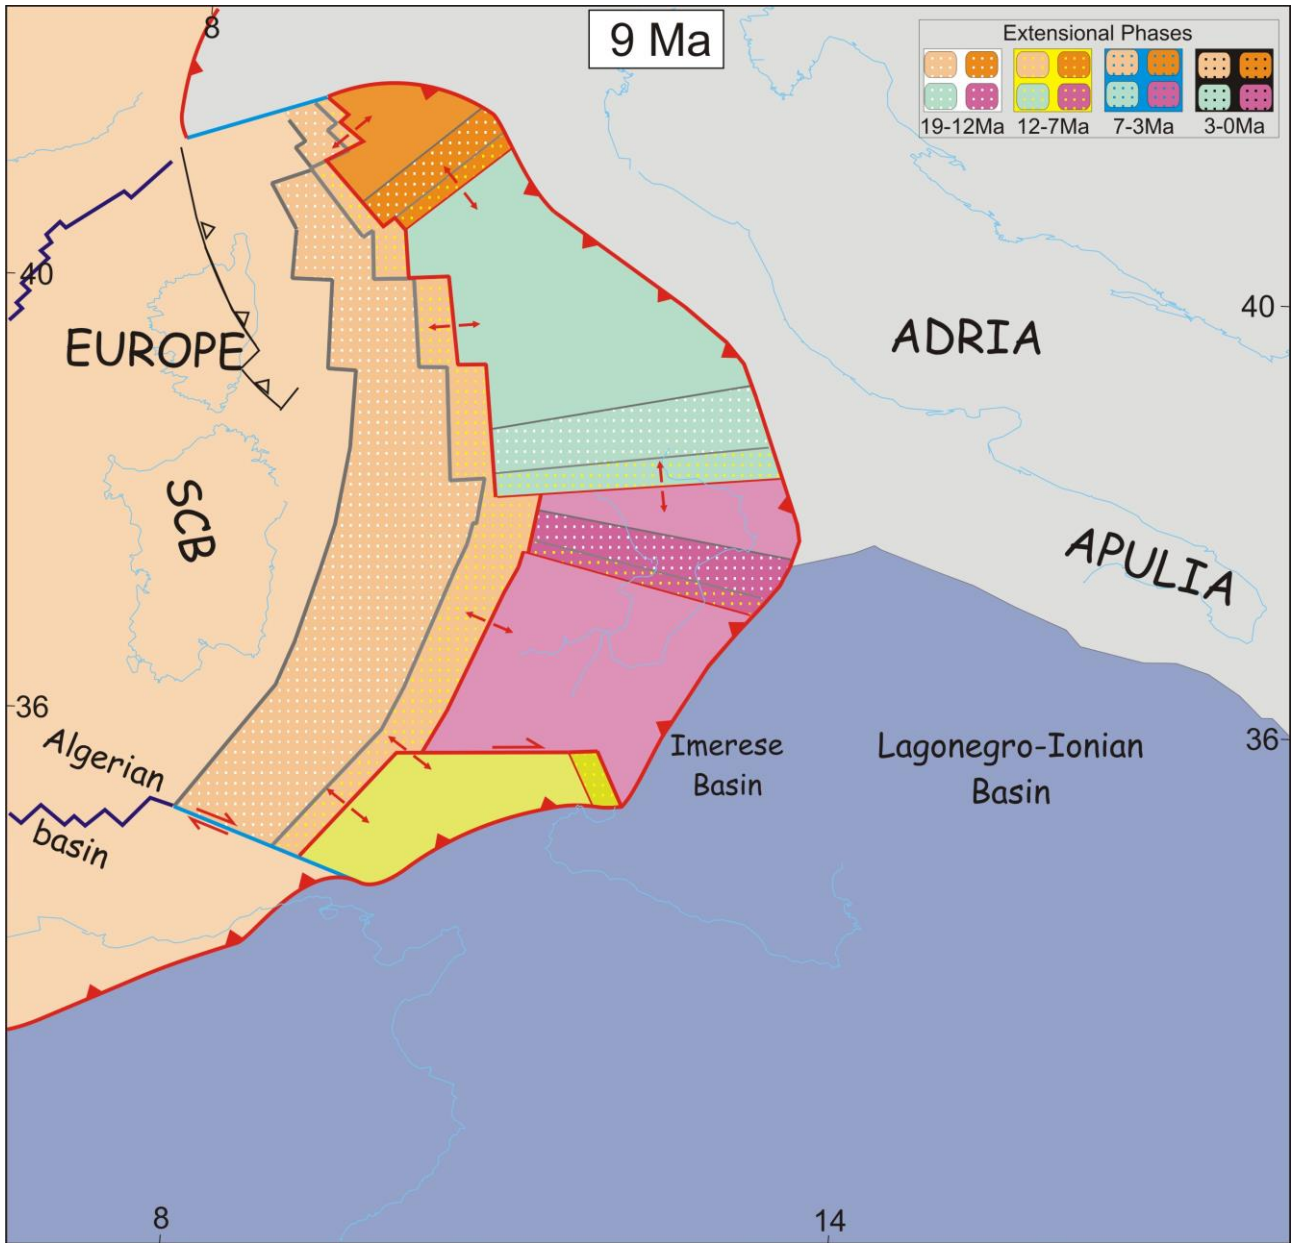 8
9 Ma
Extensional Phases
19-12Ma 12-7Ma 7-3Ma 3-0Ma
40
40
EUROPE
ADRIA
SCB
APULIA
36
36
Algerian
basin
Imerese
Basin
Lagonegro-Ionian
Basin
8
14